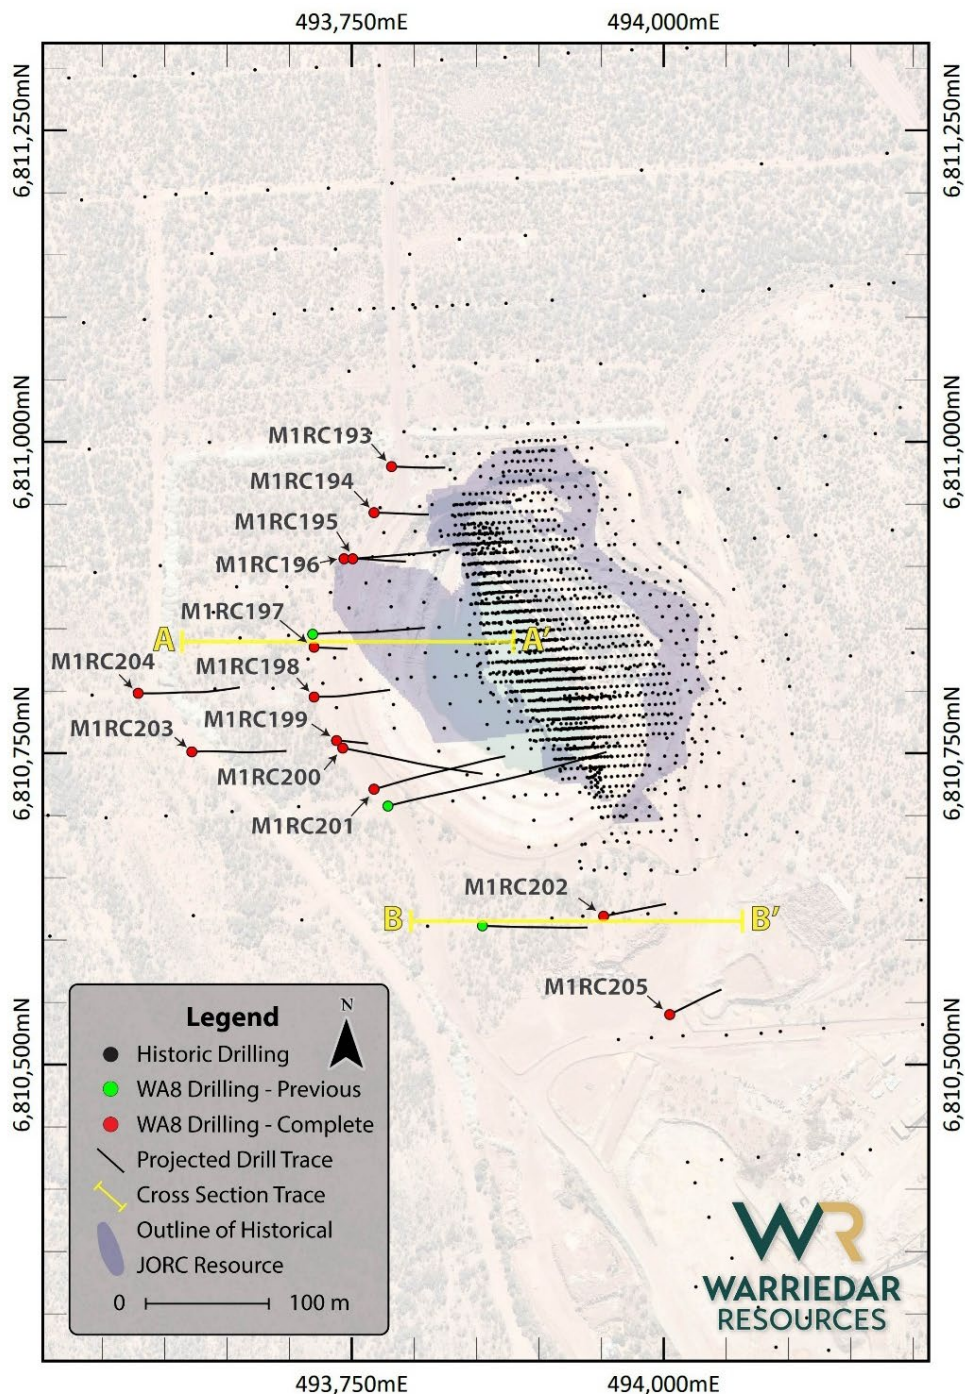 493,750mE
494,000mE
6,811,250mN
6,811,250mN
6,811,000mN
6,811,000mN
M1RC193
M1RC194
M1RC195
M1RC196
M1RC197
A
A'
M1RC204
M1RC198
M1RC203
M1RC199
M1RC200
6,810,750mN
6,810,750mN
M1RC201
M1RC202
B
B'
M1RC205
6,810,500mN
6,810,500mN
Legend
N
Historic Drilling
WA8 Drilling - Previous
WA8 Drilling - Complete
Projected Drill Trace
Cross Section Trace
Outline of Historical
JORC Resource
0 100 m
WR
WARRIEDAR
RESOURCES
493,750mE
494,000mE